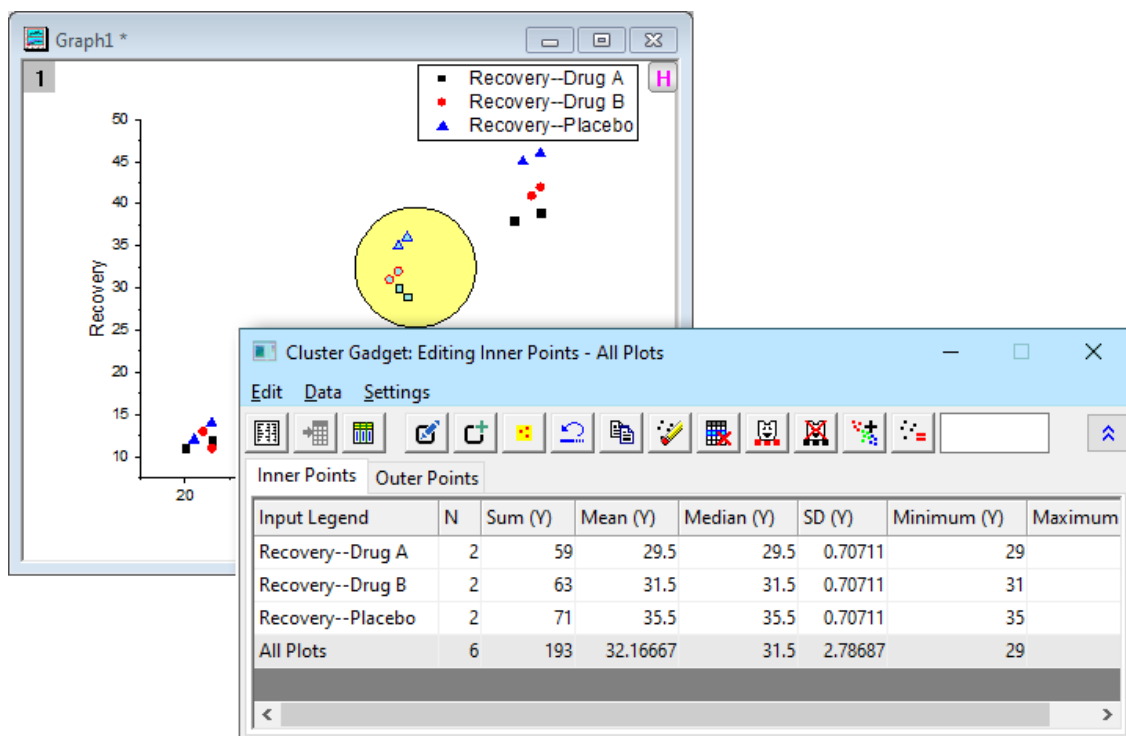 Graph1 *
1
Recovery--Drug A
Recovery--Drug B
Recovery--Placebo
H
50
45
40
35
30
25
20
15
10
Recovery
20
Cluster Gadget: Editing Inner Points - All Plots
Edit Data Settings
Inner Points Outer Points
Input Legend N Sum (Y) Mean (Y) Median (Y) SD (Y) Minimum (Y) Maximum
Recovery--Drug A 2 59 29.5 29.5 0.70711 29
Recovery--Drug B 2 63 31.5 31.5 0.70711 31
Recovery--Placebo 2 71 35.5 35.5 0.70711 35
All Plots 6 193 32.16667 31.5 2.78687 29